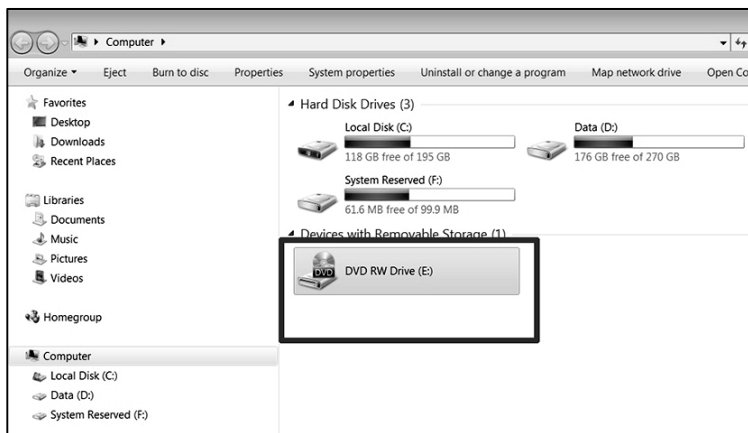 Computer
Organize
Eject
Burn to disc
Properties
System properties
Uninstall or change a program
Map network drive
Open Co
Favorites
Desktop
Downloads
Recent Places
Libraries
Documents
Music
Pictures
Videos
Homegroup
Computer
Local Disk (C:)
Data (D:)
System Reserved (F:)
Hard Disk Drives (3)
Local Disk (C:)
118 GB free of 195 GB
Data (D:)
176 GB free of 270 GB
System Reserved (F:)
61.6 MB free of 99.9 MB
Devices with Removable Storage (1)
DVD
DVD RW Drive (E:)